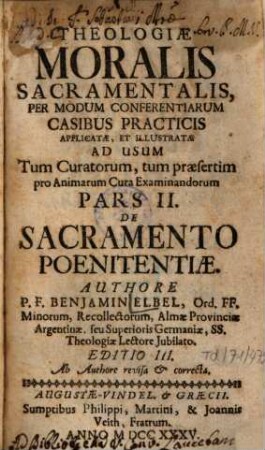 THEOLOGIÆ
MORALIS
SACRAMENTALIS,
PER MODUM CONFERENTIARUM
CASIBUS PRACTICIS
APPLICATÆ, ET ILLUSTRATÆ
AD USUM
Tum Curatorum, tum præsertim
pro Animarum Cura Examinandorum
PARS II.
DE
SACRAMENTO
POENITENTIÆ.
AUTHORE
P. F. BENJAMIN ELBEL, Ord. FF.
Minorum, Recollectorum, Almæ Provinciæ
Argentinæ. seu Superioris Germaniæ, SS.
Theologiæ Lectore Jubilato.
EDITIO III.
Ab Authore revisa & correcta.
AUGUSTÆ-VINDEL. & GRÆCII.
Sumptibus Philippi, Martini, & Joannis
Veith, Fratrum.
ANNO MDCCXXXV.